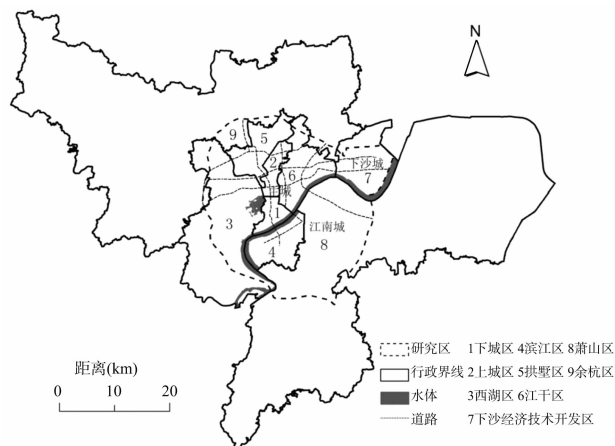 N
9
5
2
6
下沙城
7
主城
3
1
江南城
8
4
距离(km)
0 10 20
研究区 1下城区 4滨江区 8萧山区
行政界线 2上城区 5拱墅区 9余杭区
水体 3西湖区 6江干区
道路 7下沙经济技术开发区